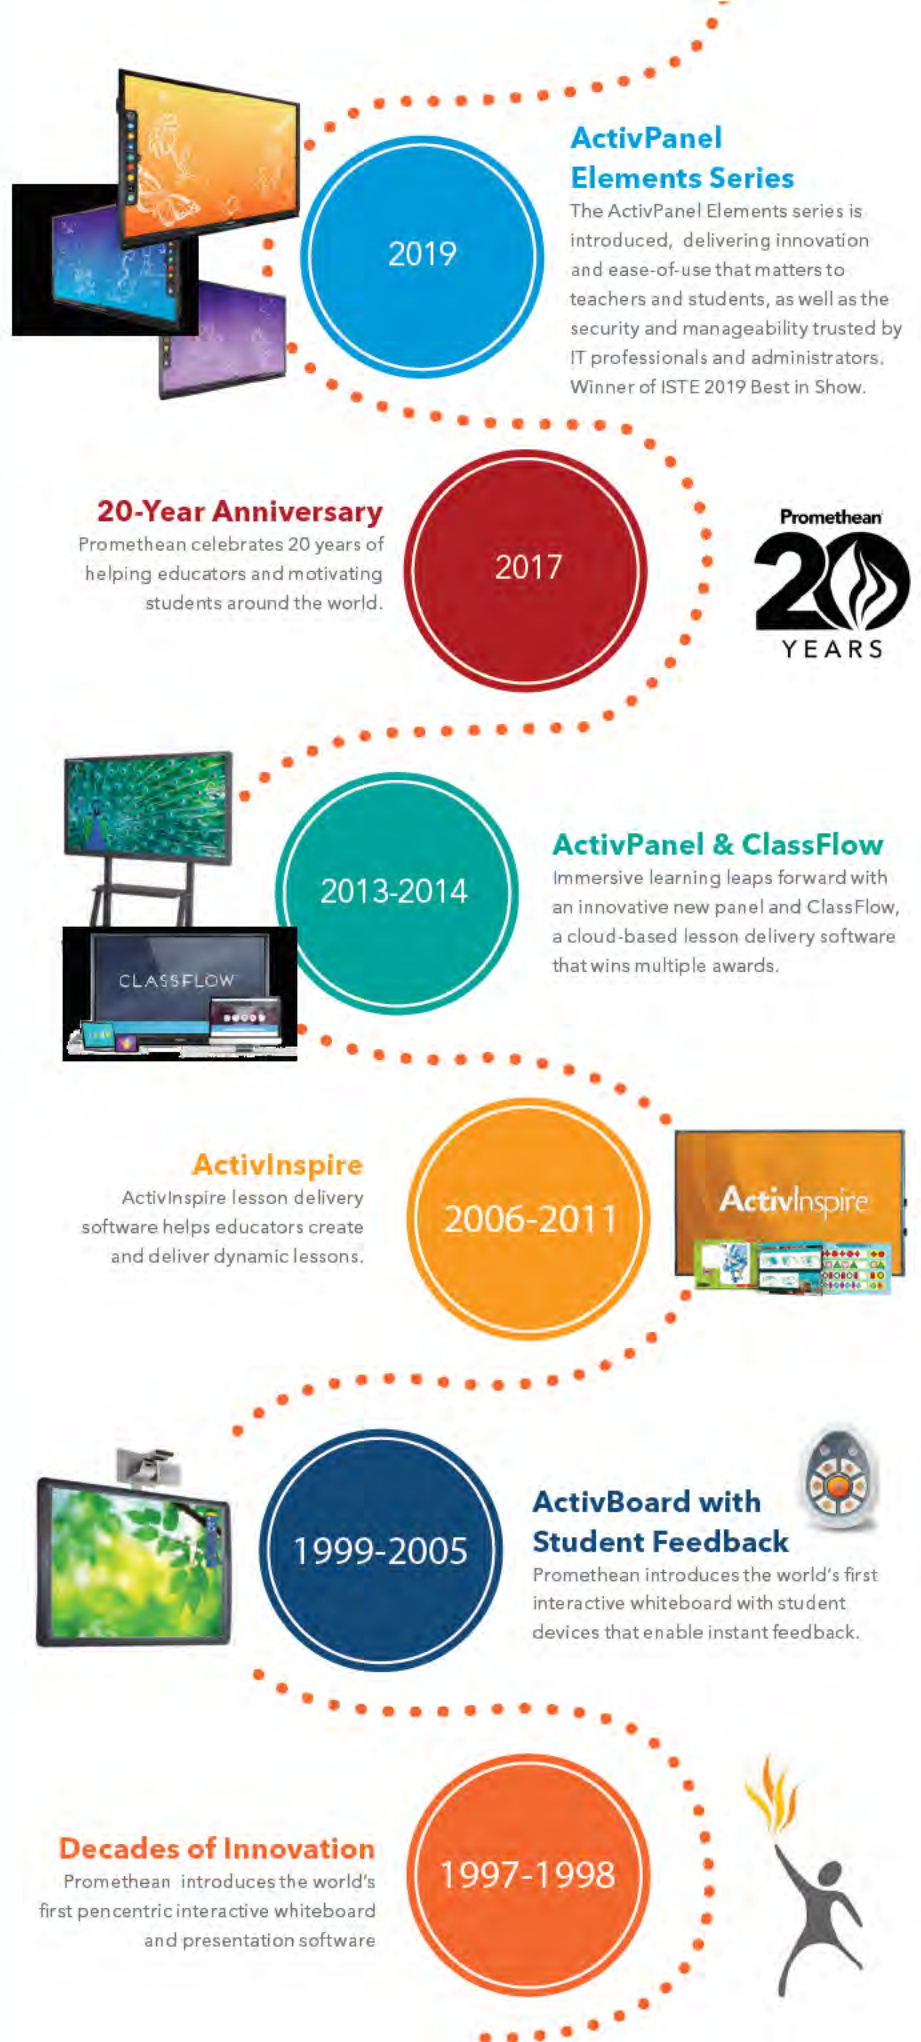 2019
ActivPanel
Elements Series
The ActivPanel Elements series is
introduced, delivering innovation
and ease-of-use that matters to
teachers and students, as well as the
security and manageability trusted by
IT professionals and administrators.
Winner of ISTE 2019 Best in Show.
20-Year Anniversary
Promethean celebrates 20 years of
helping educators and motivating
students around the world.
2017
Promethean
20
YEARS
2013-2014
ActivPanel & ClassFlow
Immersive learning leaps forward with
an innovative new panel and ClassFlow,
a cloud-based lesson delivery software
that wins multiple awards.
CLASSFLOW
ActivInspire
ActivInspire lesson delivery
software helps educators create
and deliver dynamic lessons.
2006-2011
ActivInspire
1999-2005
ActivBoard with
Student Feedback
Promethean introduces the world's first
interactive whiteboard with student
devices that enable instant feedback.
Decades of Innovation
Promethean introduces the world's
first pencentric interactive whiteboard
and presentation software
1997-1998